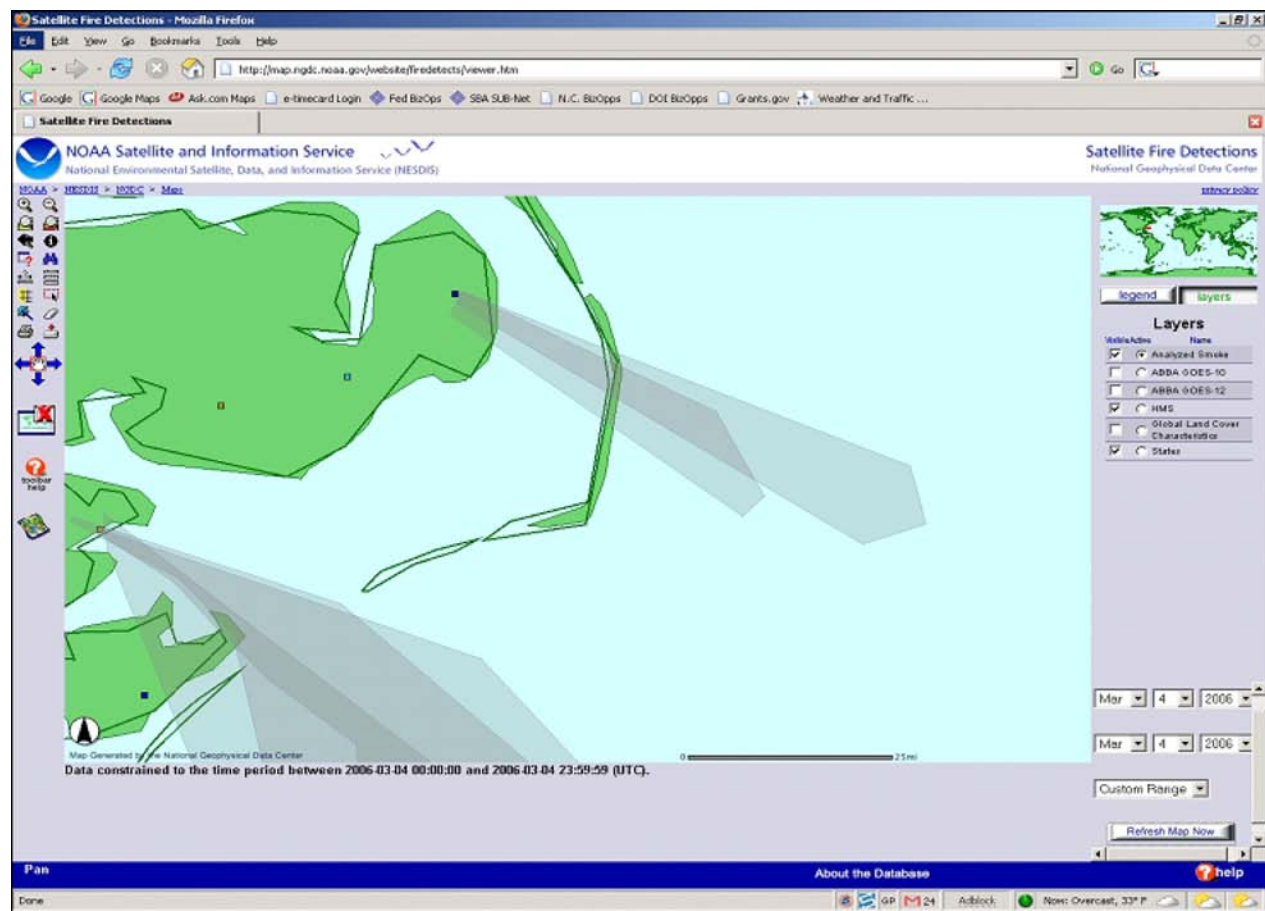 Satellite Fire Detections - Mozilla Firefox
File Edit View Go Bookmarks Tools Help
http://map.ngdc.noaa.gov/website/firedetects/viewer.htm Go
Google Google Maps Ask.com Maps e-timecard Login Fed BizOps SBA SUB-Net N.C. BizOpps DOI BizOpps Grants.gov Weather and Traffic ...
Satellite Fire Detections
NOAA Satellite and Information Service
National Environmental Satellite, Data, and Information Service (NESDIS)
Satellite Fire Detections
National Geophysical Data Center
NOAA > NESDIS > NGDC > Maps
privacy policy
legend layers
Layers
Visible Active Name
Analyzed Smoke
ABBA GOES-10
ABBA GOES-12
HMS
Global Land Cover
Characteristics
States
toolbar
help
Mar 4 2006
Mar 4 2006
Custom Range
Refresh Map Now
Map Generated by the National Geophysical Data Center
0 25mi
Data constrained to the time period between 2006-03-04 00:00:00 and 2006-03-04 23:59:59 (UTC).
Pan About the Database help
Done GP 24 Adblock Now: Overcast, 33° F